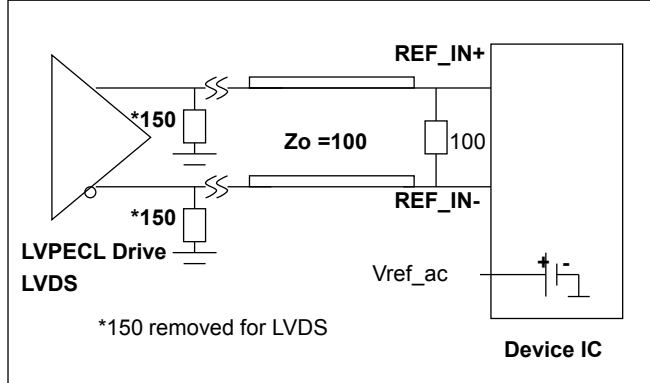 REF_IN+
*150
Zo =100
100
REF_IN-
*150
LVPECL Drive
LVDS
Vref_ac
+ -
*150 removed for LVDS
Device IC